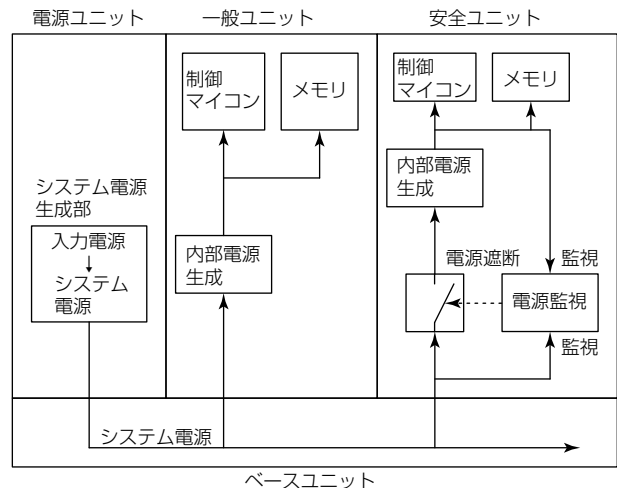 電源ユニット
一般ユニット
安全ユニット
制御
マイコン
メモリ
制御
マイコン
メモリ
内部電源
生成
システム電源
生成部
入力電源
システム
電源
内部電源
生成
電源遮断
監視
電源監視
監視
システム電源
ベースユニット